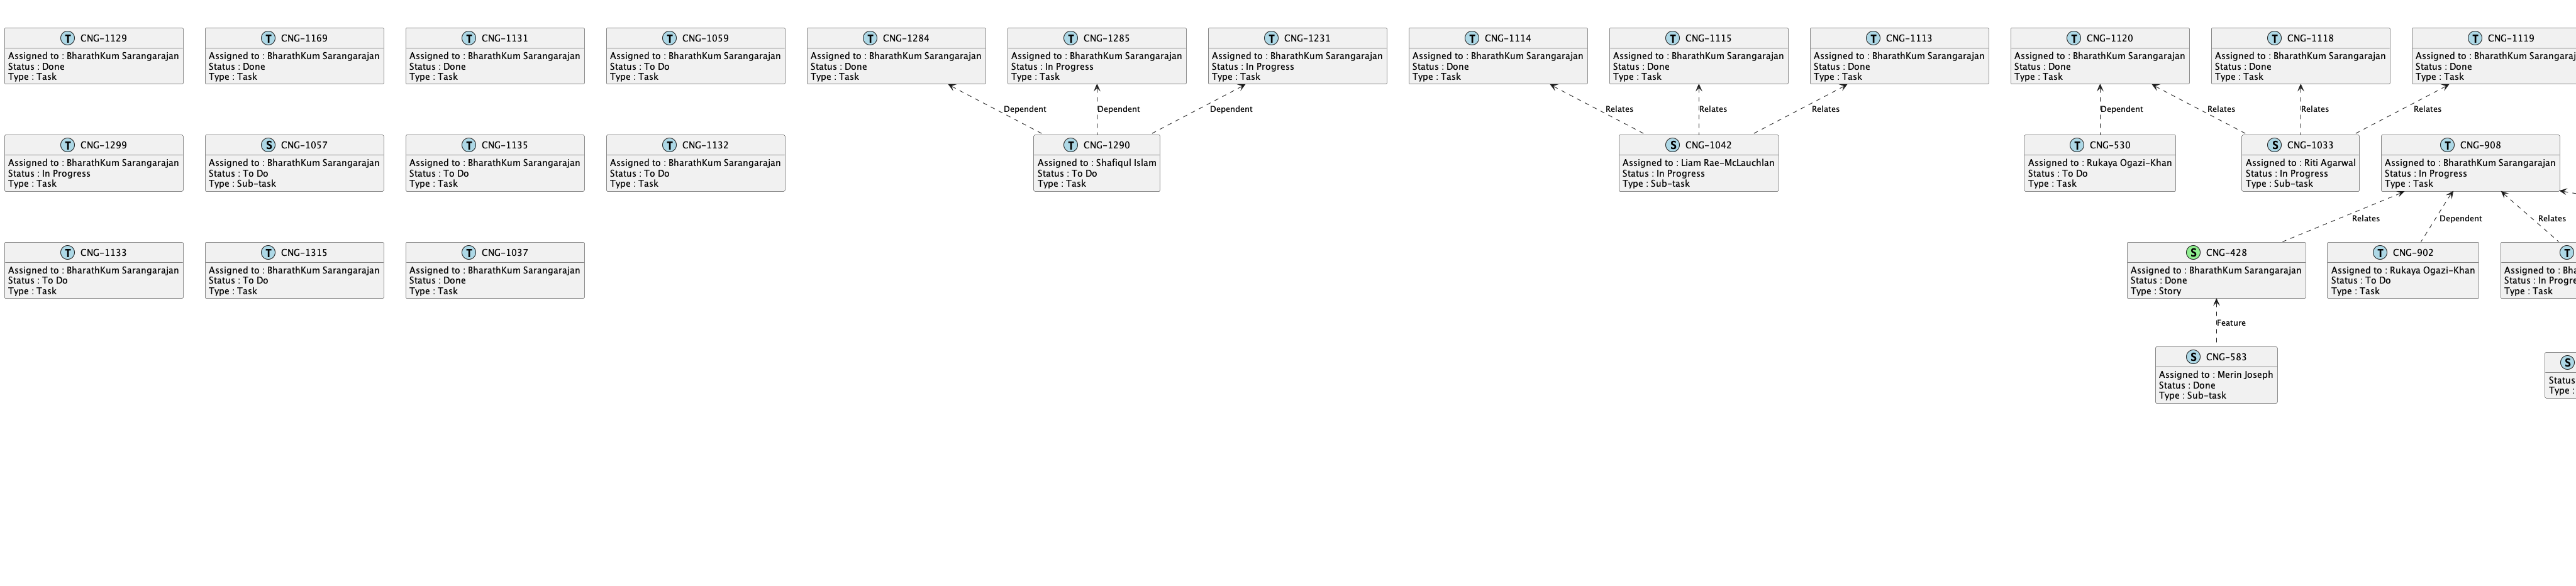 T CNG-1129
Assigned to : BharathKum Sarangarajan
Status : Done
Type : Task
T CNG-1169
Assigned to : BharathKum Sarangarajan
Status : Done
Type : Task
T CNG-1131
Assigned to : BharathKum Sarangarajan
Status : Done
Type : Task
T CNG-1059
Assigned to : BharathKum Sarangarajan
Status : To Do
Type : Task
T CNG-1284
Assigned to : BharathKum Sarangarajan
Status : Done
Type : Task
T CNG-1285
Assigned to : BharathKum Sarangarajan
Status : In Progress
Type : Task
T CNG-1231
Assigned to : BharathKum Sarangarajan
Status : In Progress
Type : Task
T CNG-1114
Assigned to : BharathKum Sarangarajan
Status : Done
Type : Task
T CNG-1115
Assigned to : BharathKum Sarangarajan
Status : Done
Type : Task
T CNG-1113
Assigned to : BharathKum Sarangarajan
Status : Done
Type : Task
T CNG-1120
Assigned to : BharathKum Sarangarajan
Status : Done
Type : Task
T CNG-1118
Assigned to : BharathKum Sarangarajan
Status : Done
Type : Task
T CNG-1119
Assigned to : BharathKum
Status : Done
Type : Task
Dependent
Dependent
Dependent
Relates
Relates
Relates
Dependent
Relates
Relates
Relates
T CNG-1299
Assigned to : BharathKum Sarangarajan
Status : In Progress
Type : Task
S CNG-1057
Assigned to : BharathKum Sarangarajan
Status : To Do
Type : Sub-task
T CNG-1135
Assigned to : BharathKum Sarangarajan
Status : To Do
Type : Task
T CNG-1132
Assigned to : BharathKum Sarangarajan
Status : To Do
Type : Task
T CNG-1290
Assigned to : Shafiqul Islam
Status : To Do
Type : Task
S CNG-1042
Assigned to : Liam Rae-McLauchlan
Status : In Progress
Type : Sub-task
T CNG-530
Assigned to : Rukaya Ogazi-Khan
Status : To Do
Type : Task
S CNG-1033
Assigned to : Riti Agarwal
Status : In Progress
Type : Sub-task
T CNG-908
Assigned to : BharathKum Sarangarajan
Status : In Progress
Type : Task
Relates
Dependent
Relates
T CNG-1133
Assigned to : BharathKum Sarangarajan
Status : To Do
Type : Task
T CNG-1315
Assigned to : BharathKum Sarangarajan
Status : To Do
Type : Task
T CNG-1037
Assigned to : BharathKum Sarangarajan
Status : Done
Type : Task
S CNG-428
Assigned to : BharathKum Sarangarajan
Status : Done
Type : Story
T CNG-902
Assigned to : Rukaya Ogazi-Khan
Status : To Do
Type : Task
T
Assigned to :
Status : In
Type : Task
Feature
S CNG-583
Assigned to : Merin Joseph
Status : Done
Type : Sub-task
S
Status
Type :